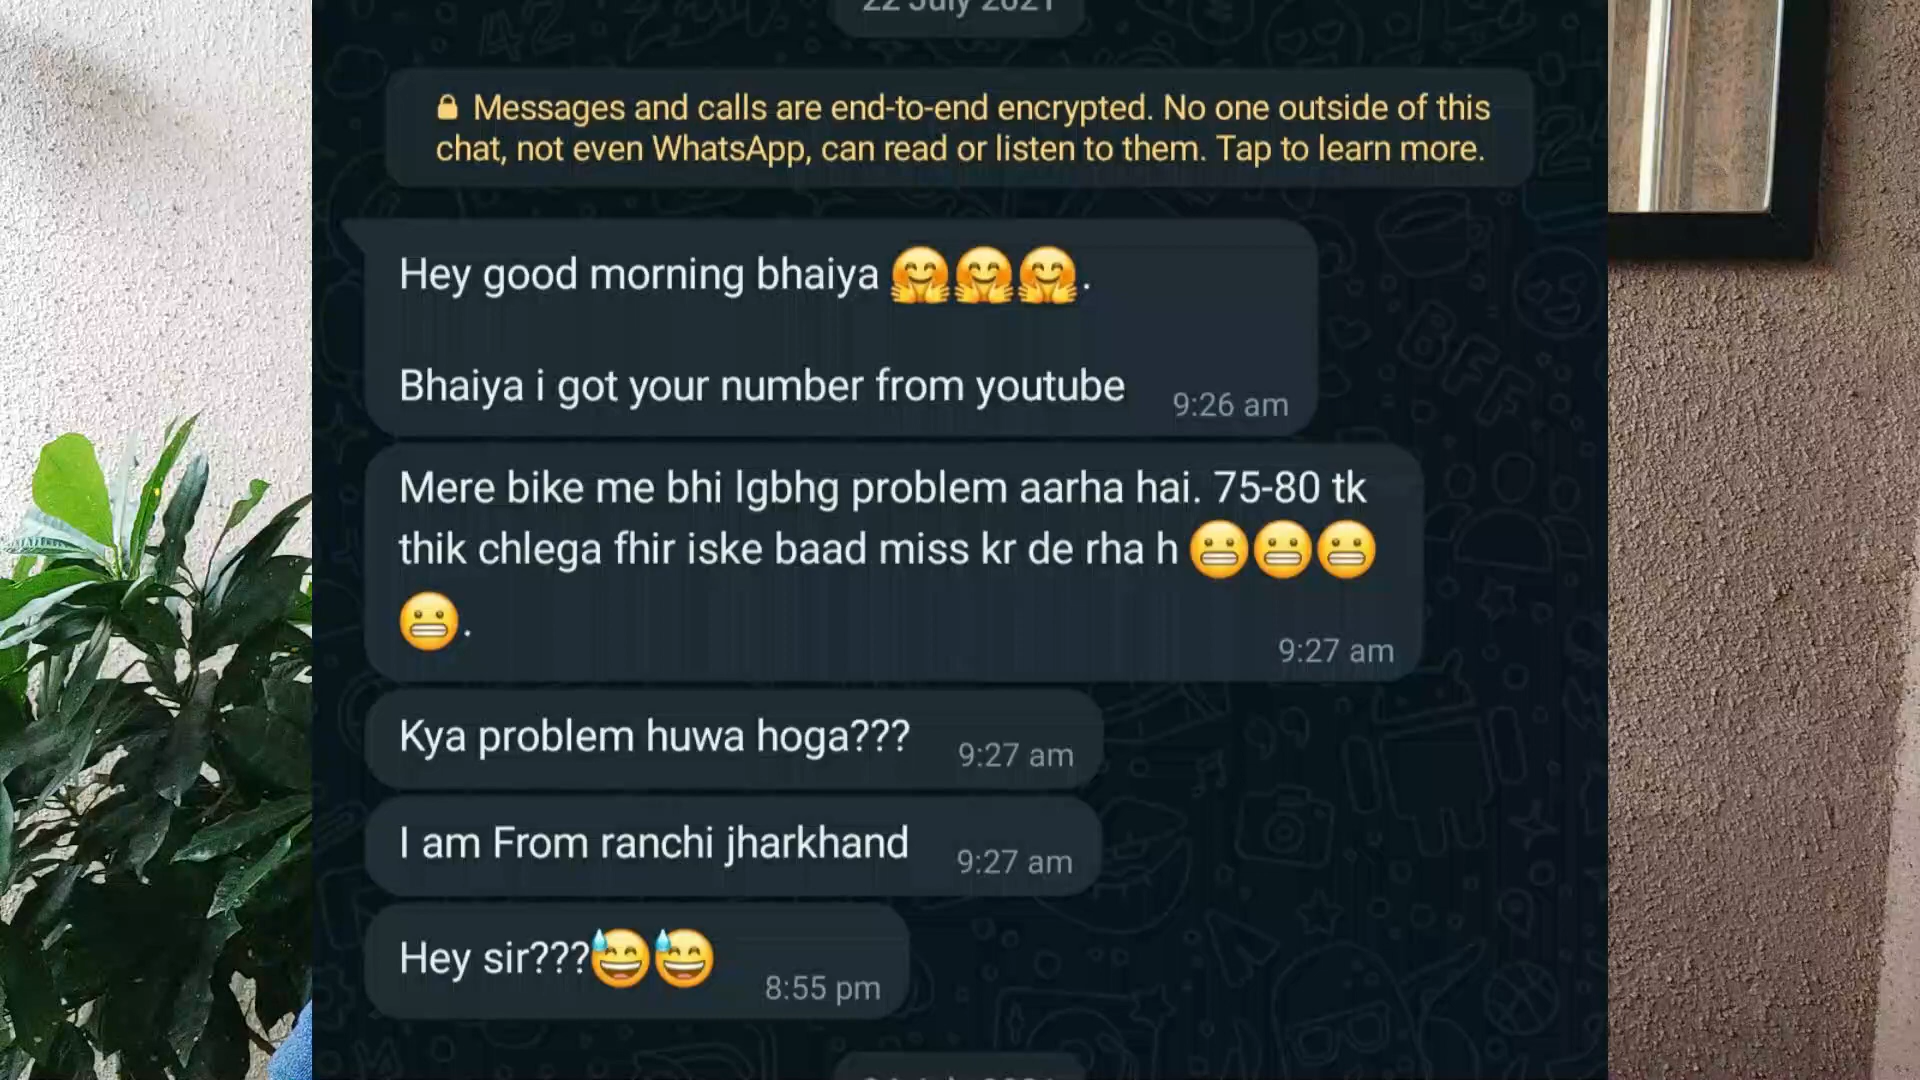 22 July 2021
Messages and calls are end-to-end encrypted. No one outside of this
chat, not even WhatsApp, can read or listen to them. Tap to learn more.
Hey good morning bhaiya 🤗🤗🤗.
Bhaiya i got your number from youtube
9:26 am
Mere bike me bhi lgbhg problem aarha hai. 75-80 tk
thik chlega fhir iske baad miss kr de rha h 😬😬😬
😬.
9:27 am
Kya problem huwa hoga???
9:27 am
I am From ranchi jharkhand
9:27 am
Hey sir???😅😅
8:55 pm